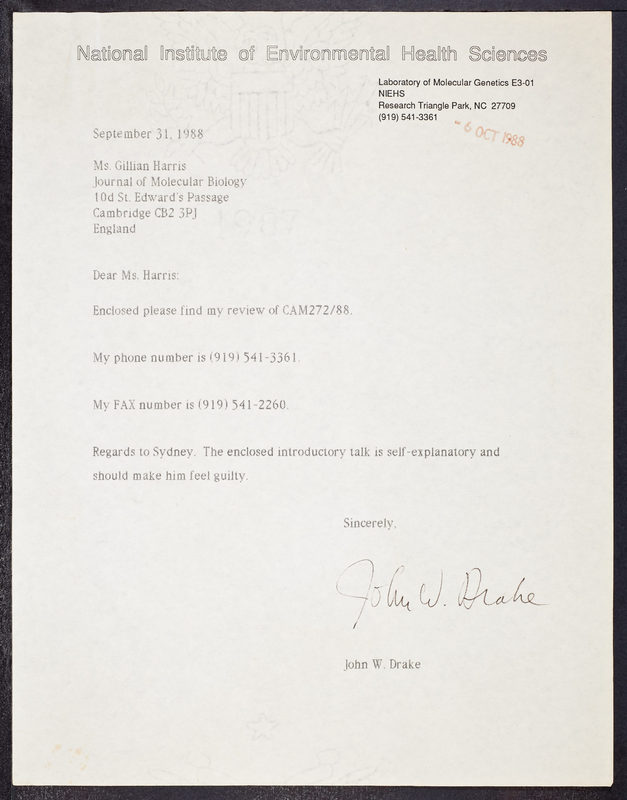 National Institute of Environmental Health Sciences
Laboratory of Molecular Genetics E3-01
NIEHS
Research Triangle Park, NC 27709
(919) 541-3361
- 6 OCT 1988
September 31, 1988
Ms. Gillian Harris
Journal of Molecular Biology
10d St. Edward's Passage
Cambridge CB2 3PJ
England
Dear Ms. Harris:
Enclosed please find my review of CAM272/88.
My phone number is (919) 541-3361.
My FAX number is (919) 541-2260.
Regards to Sydney. The enclosed introductory talk is self-explanatory and
should make him feel guilty.
Sincerely,
John W. Drake
John W. Drake